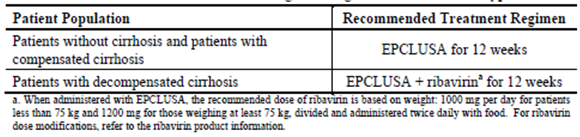 Patient Population Recommended Treatment Regimen
Patients without cirrhosis and patients with
compensated cirrhosis
EPCLUSA for 12 weeks
Patients with decompensated cirrhosis EPCLUSA + ribavirinᵃ for 12 weeks
a. When administered with EPCLUSA, the recommended dose of ribavirin is based on weight: 1000 mg per day for patients
less than 75 kg and 1200 mg for those weighing at least 75 kg, divided and administered twice daily with food. For ribavirin
dose modifications, refer to the ribavirin product information.